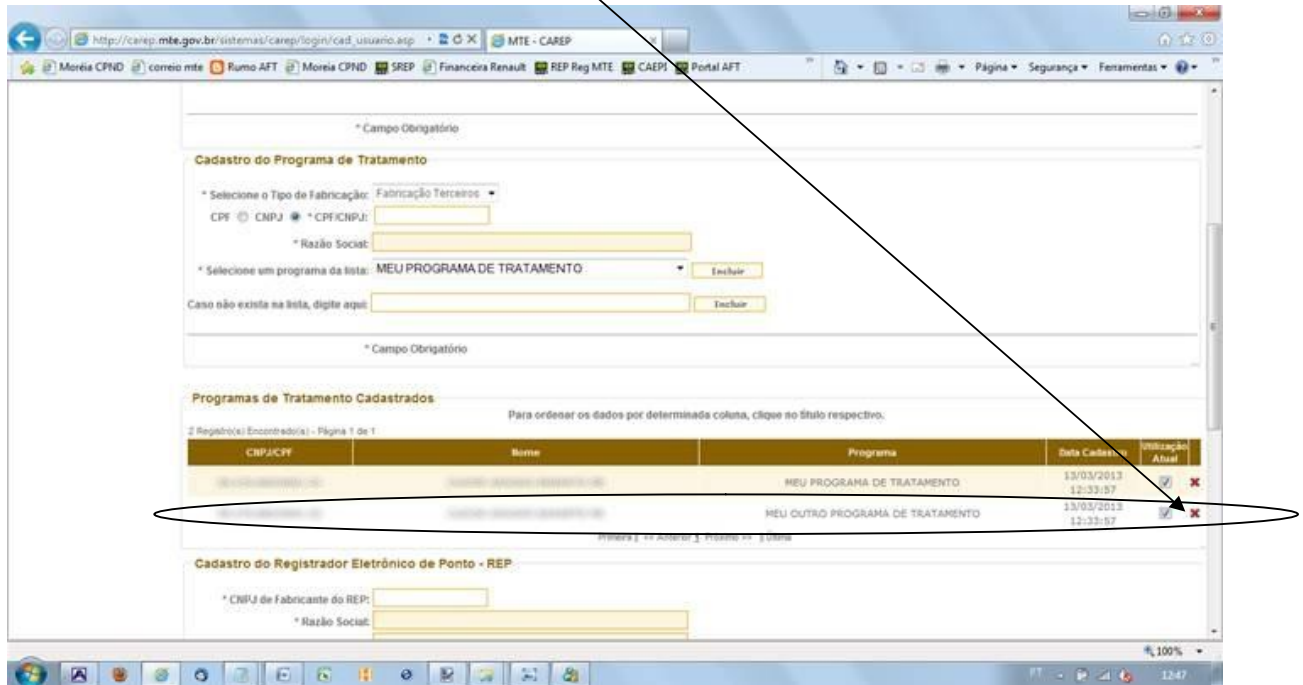 http://carep.mte.gov.br/sistemas/carep/login/cad_usuario.asp
MTE - CAREP
Moréia CPND
correio mte
Rumo AFT
Moreia CPND
SREP
Financeira Renault
REP Reg MTE
CAEPI
Portal AFT
Página
Segurança
Ferramentas
* Campo Obrigatório
Cadastro do Programa de Tratamento
* Selecione o Tipo de Fabricação: Fabricação Terceiros
CPF CNPJ * CPF/CNPJ:
* Razão Social:
* Selecione um programa da lista: MEU PROGRAMA DE TRATAMENTO Incluir
Caso não exista na lista, digite aqui: Incluir
* Campo Obrigatório
Programas de Tratamento Cadastrados
Para ordenar os dados por determinada coluna, clique no título respectivo.
2 Registro(s) Encontrado(s) - Página 1 de 1
CNPJ/CPF Nome Programa Data Cadastro Utilização Atual
MEU PROGRAMA DE TRATAMENTO 13/03/2013 12:33:57
MEU OUTRO PROGRAMA DE TRATAMENTO 13/03/2013 12:33:57
Primeira | << Anterior 1 Próximo >> | Última
Cadastro do Registrador Eletrônico de Ponto - REP
* CNPJ de Fabricante do REP:
* Razão Social:
100%
PT
12:47